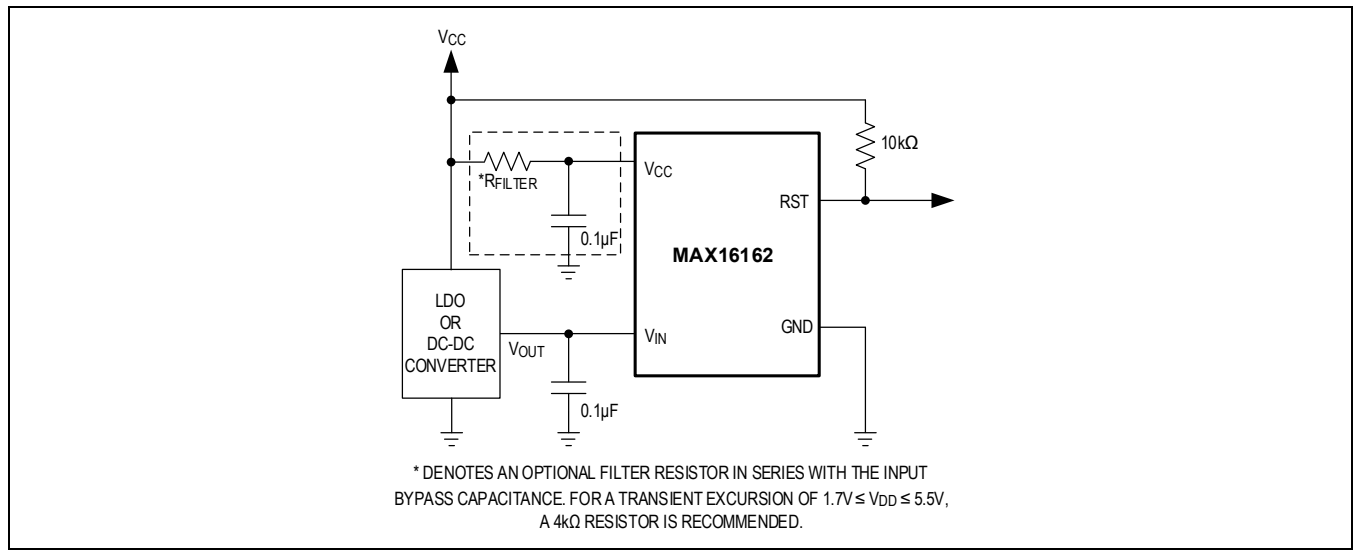 VCC
10kΩ
*RFILTER
VCC
RST
0.1µF
MAX16162
LDO
OR
DC-DC
CONVERTER
VOUT
VIN
GND
0.1µF
* DENOTES AN OPTIONAL FILTER RESISTOR IN SERIES WITH THE INPUT
BYPASS CAPACITANCE. FOR A TRANSIENT EXCURSION OF 1.7V ≤ VDD ≤ 5.5V,
A 4kΩ RESISTOR IS RECOMMENDED.